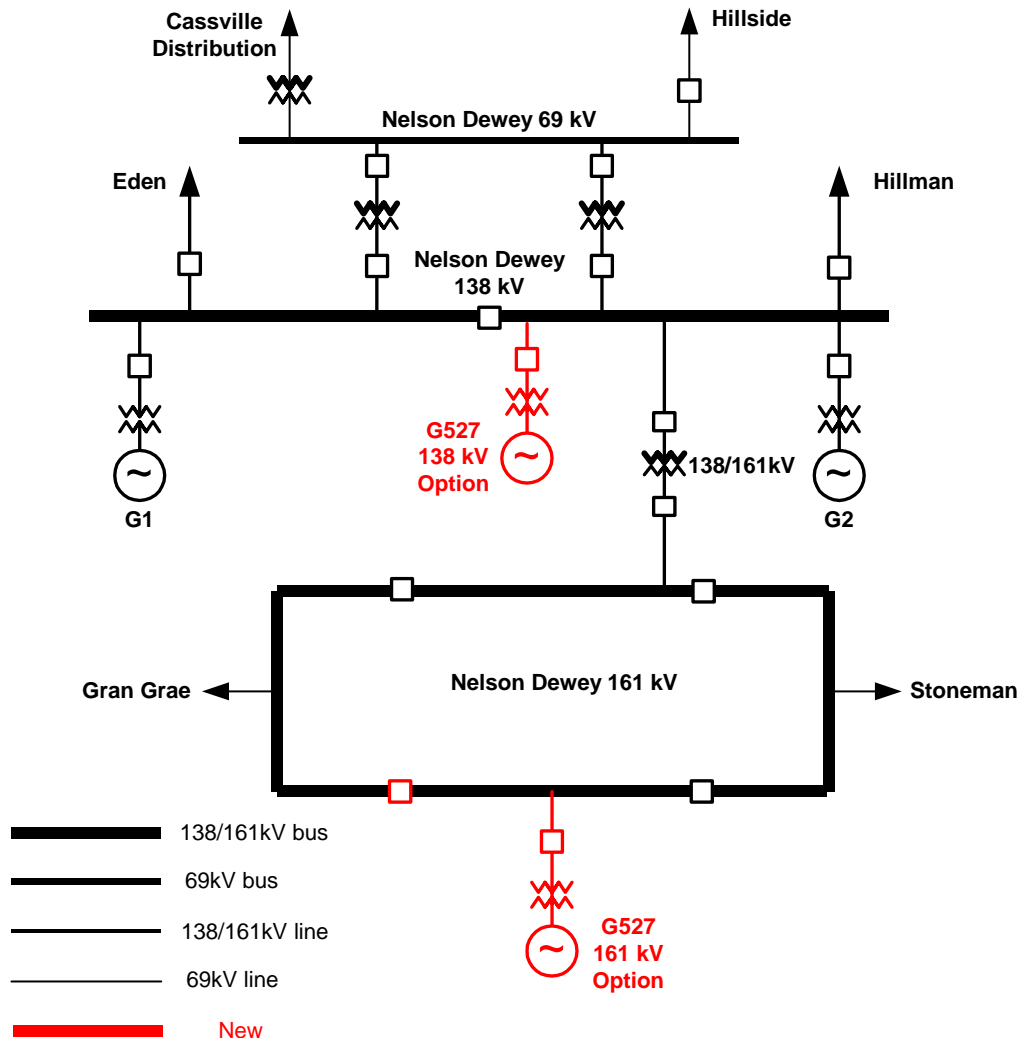 Cassville
Distribution
Hillside
Nelson Dewey 69 kV
Eden
Hillman
Nelson Dewey
138 kV
G527
138 kV
Option
138/161kV
G1
G2
Gran Grae
Nelson Dewey 161 kV
Stoneman
138/161kV bus
69kV bus
138/161kV line
69kV line
New
G527
161 kV
Option